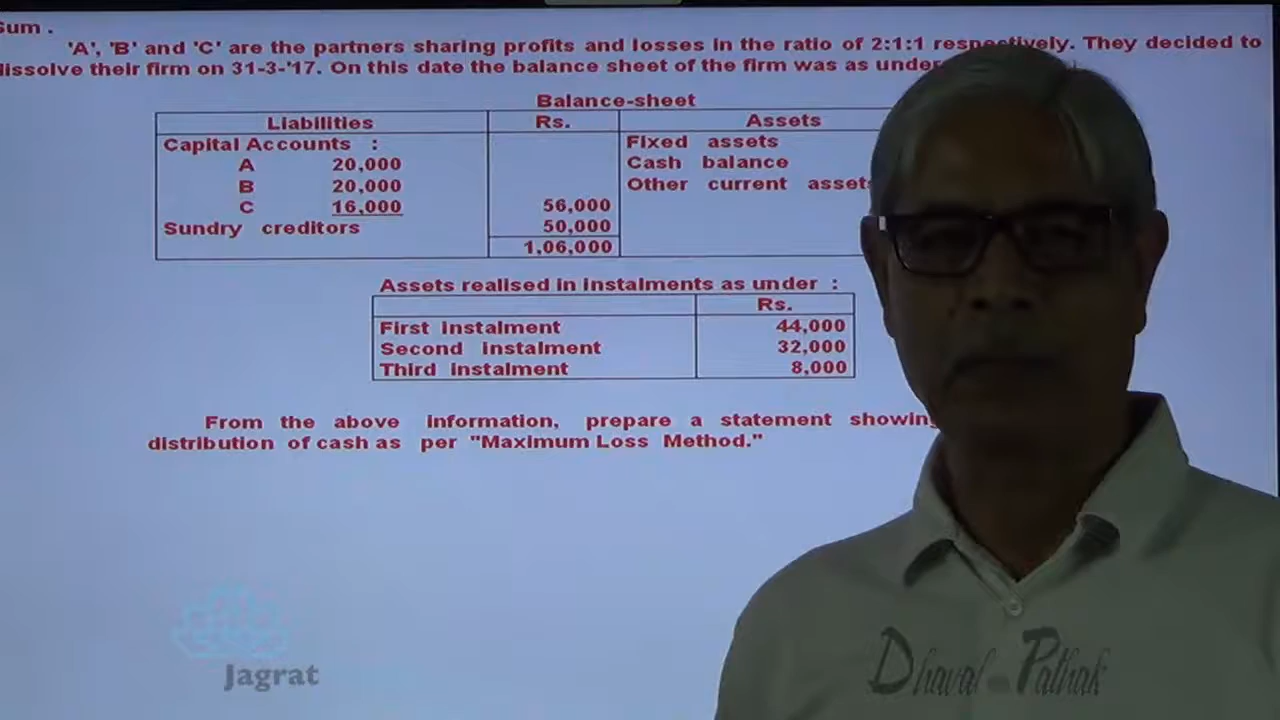 Sum .
'A', 'B' and 'C' are the partners sharing profits and losses in the ratio of 2:1:1 respectively. They decided to
dissolve their firm on 31-3-'17. On this date the balance sheet of the firm was as under
Balance-sheet
Liabilities Rs. Assets
Capital Accounts : Fixed assets
A 20,000 Cash balance
B 20,000 Other current assets
C 16,000 56,000
Sundry creditors 50,000
1,06,000
Assets realised in instalments as under :
Rs.
First instalment 44,000
Second instalment 32,000
Third instalment 8,000
From the above information, prepare a statement showing
distribution of cash as per "Maximum Loss Method."
Jagrat
Dhaval Pathak